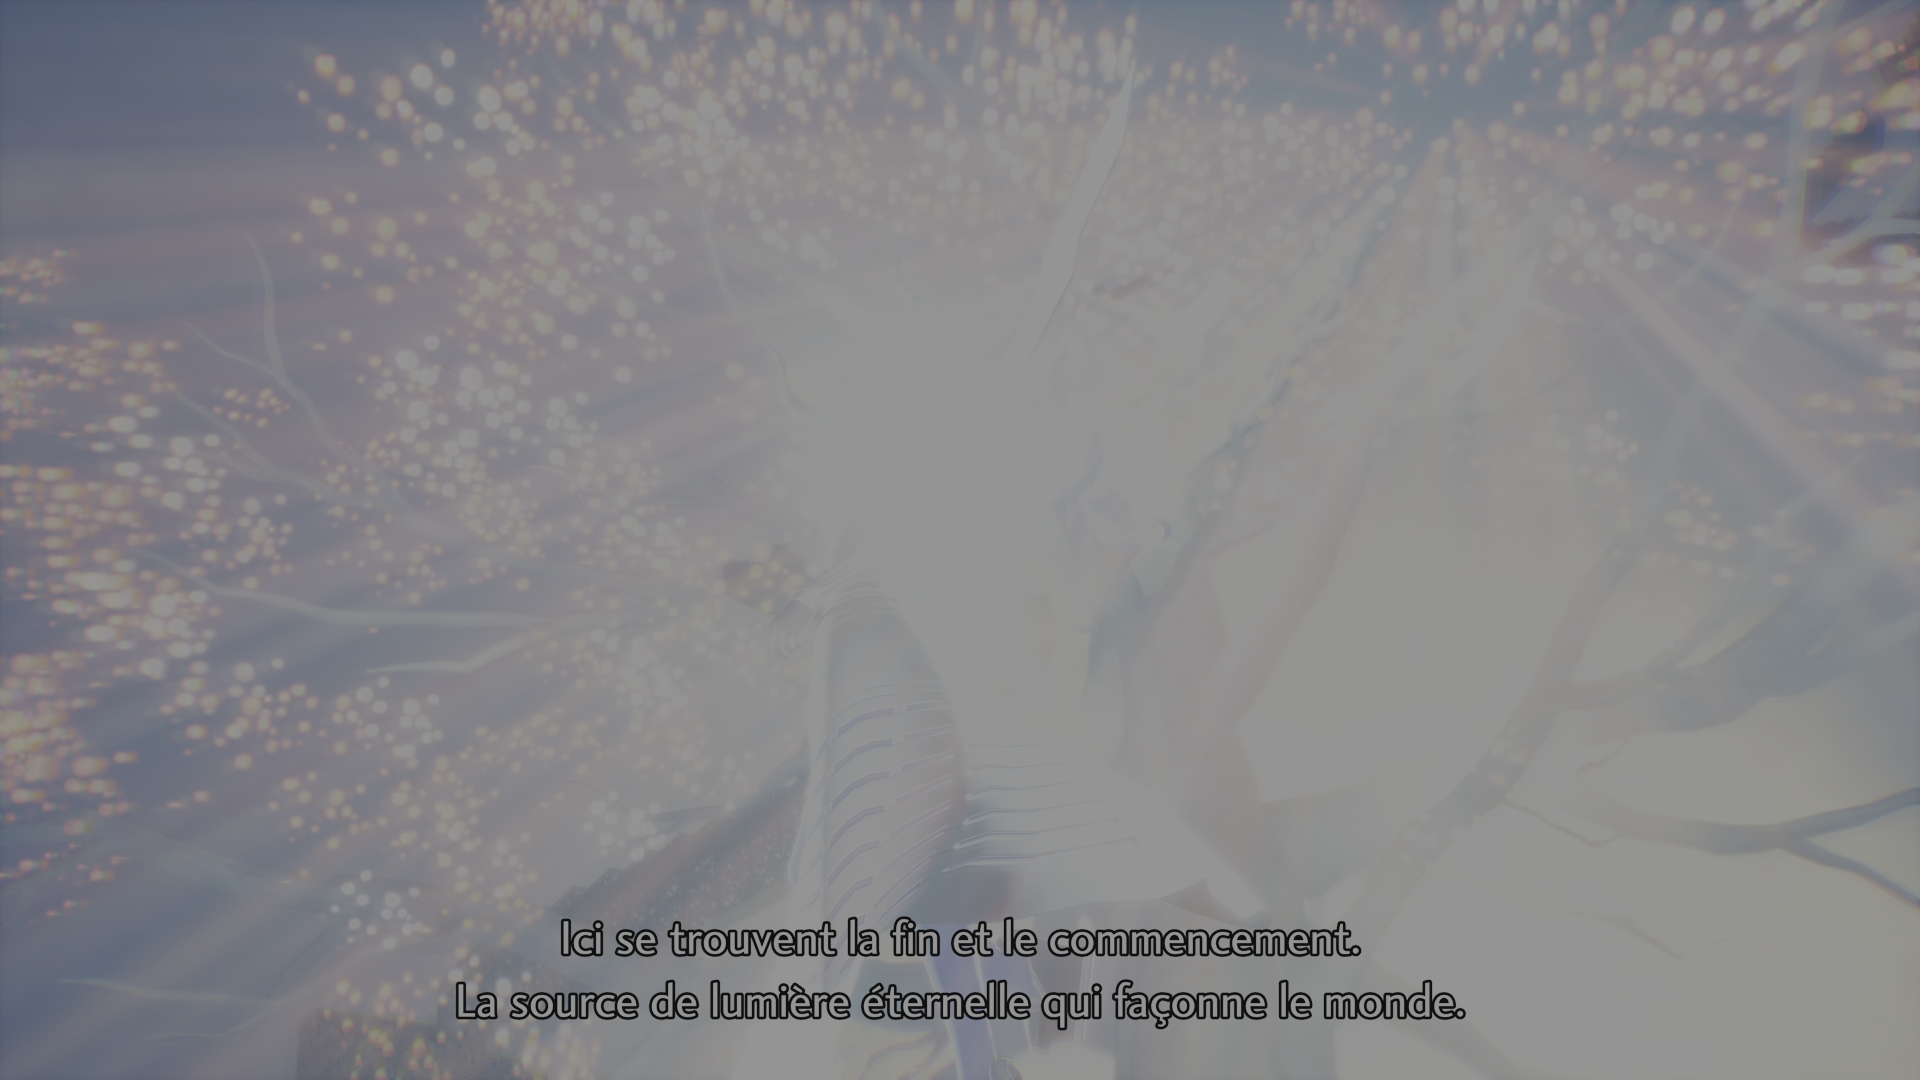 Ici se trouvent la fin et le commencement.
La source de lumière éternelle qui façonne le monde.